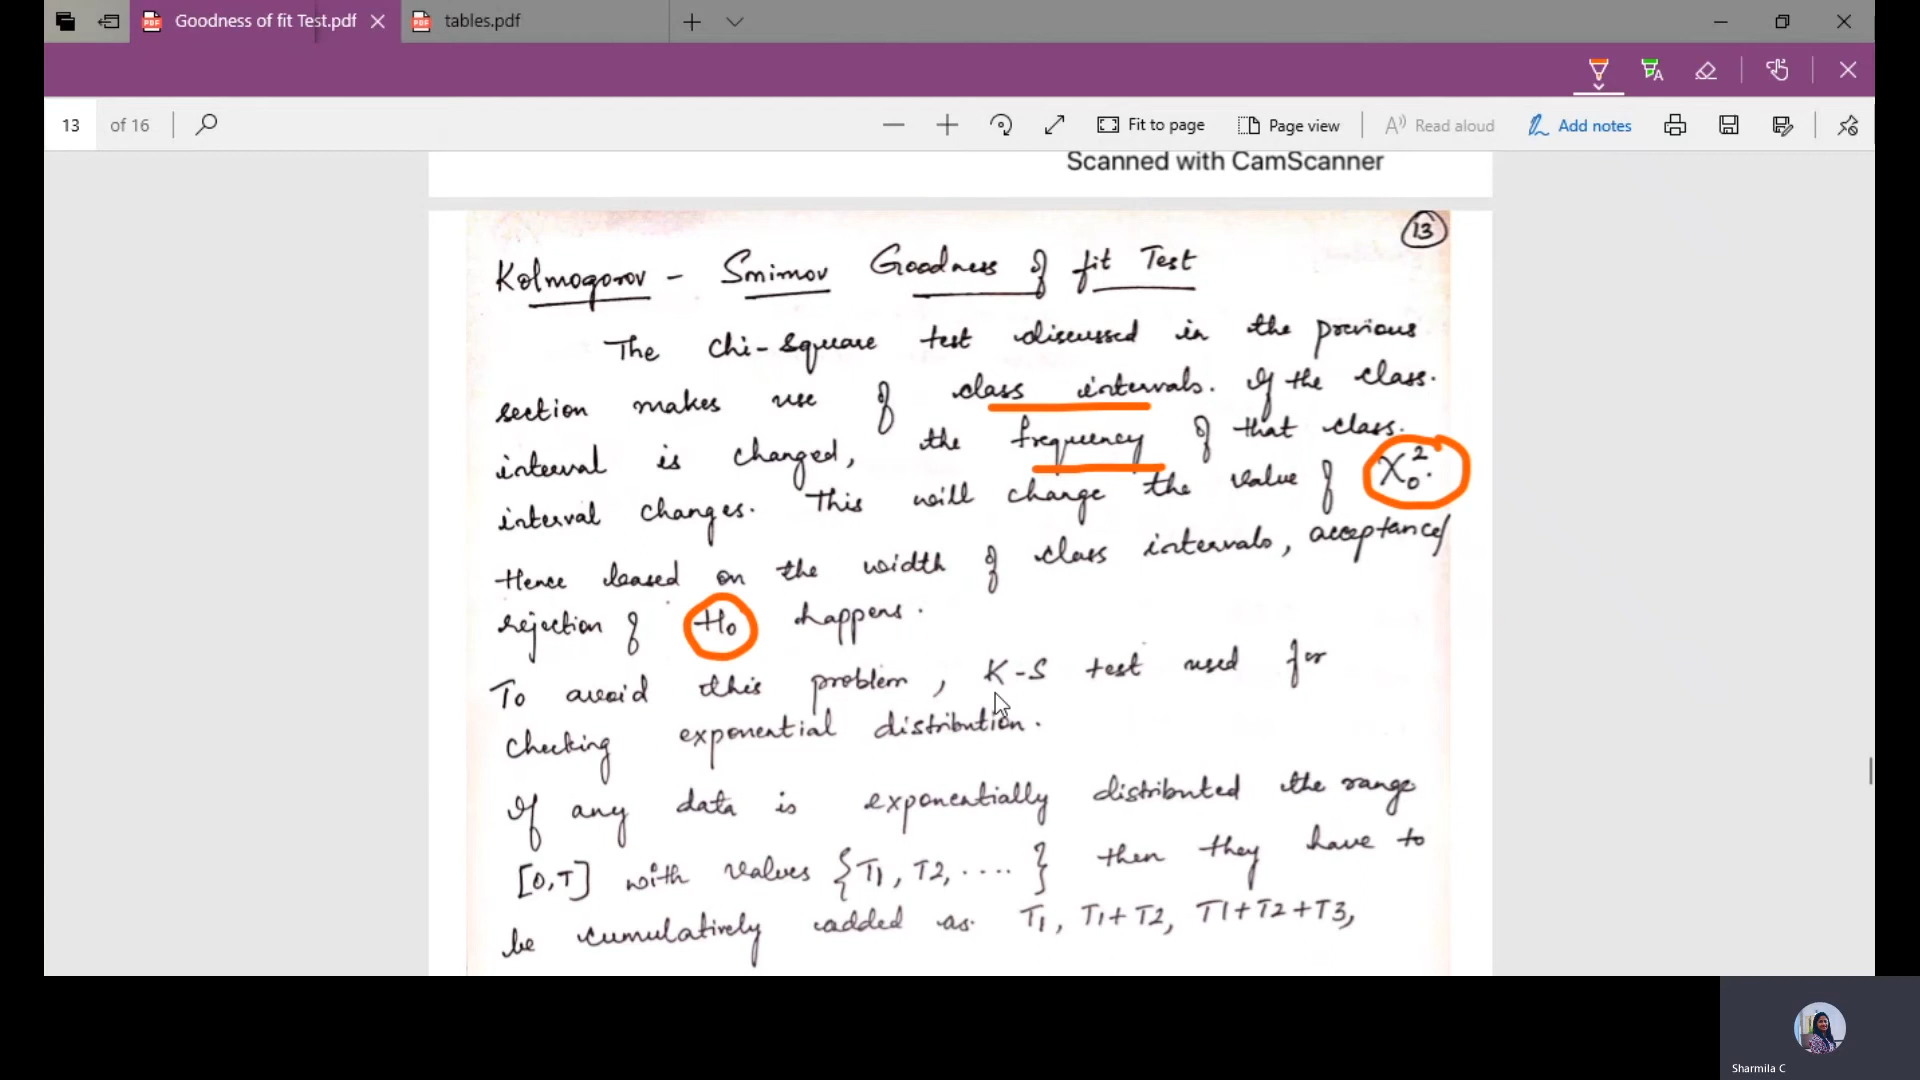 Goodness of fit Test.pdf
tables.pdf
13 of 16
Fit to page
Page view
Read aloud
Add notes
Scanned with CamScanner
13
Kolmogorov - Smirnov Goodness of fit Test
The chi-square test discussed in the previous
section makes use of class intervals. If the class.
interval is changed, the frequency of that class.
interval changes. This will change the value of X₀².
Hence based on the width of class intervals, acceptance/
rejection of H₀ happens.
To avoid this problem, K-S test used for
checking exponential distribution.
If any data is exponentially distributed the range
[0,T] with values {T1, T2, .... } then they have to
be cumulatively added as. T1, T1+T2, T1+T2+T3,
Sharmila C